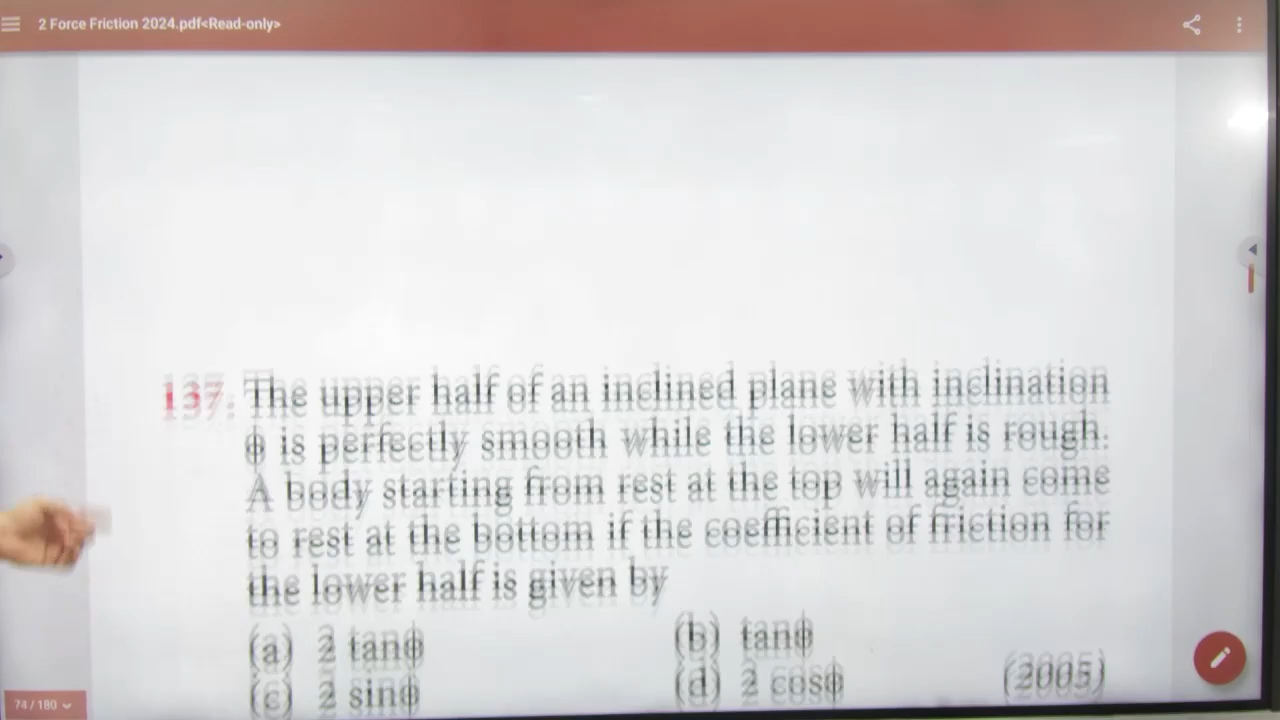 2 Force Friction 2024.pdf<Read-only>
137. The upper half of an inclined plane with inclination
ϕ is perfectly smooth while the lower half is rough.
A body starting from rest at the top will again come
to rest at the bottom if the coefficient of friction for
the lower half is given by
(a) 2 tanϕ (b) tanϕ
(c) 2 sinϕ (d) 2 cosϕ (2005)
74 / 180